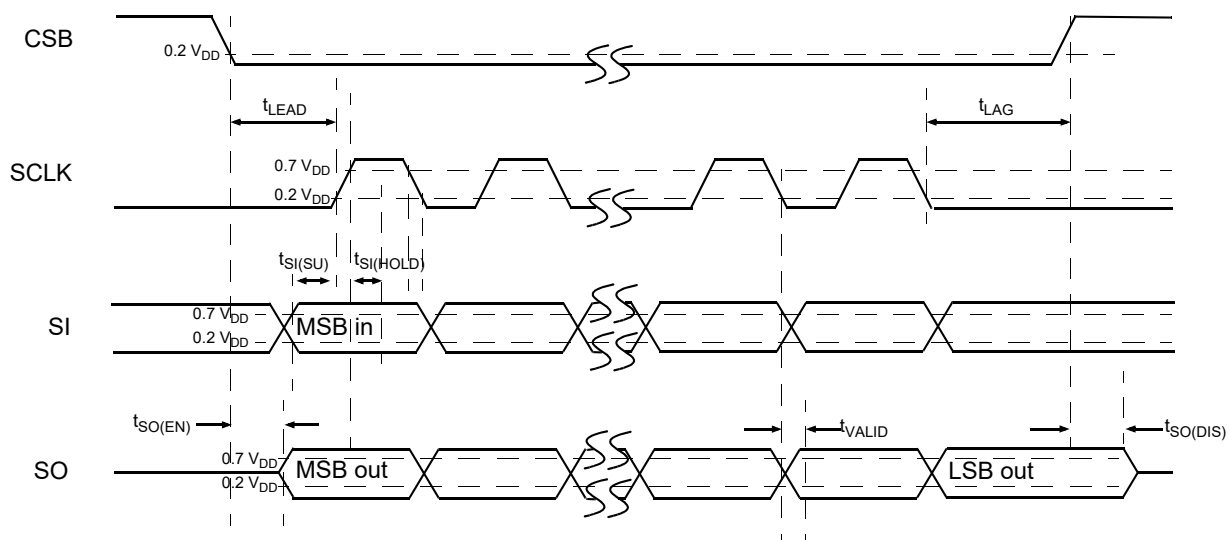 CSB
0.2 VDD
tLEAD
tLAG
SCLK
0.7 VDD
0.2 VDD
tSI(SU)
tSI(HOLD)
SI
0.7 VDD
0.2 VDD
MSB in
tSO(EN)
tVALID
tSO(DIS)
SO
0.7 VDD
0.2 VDD
MSB out
LSB out